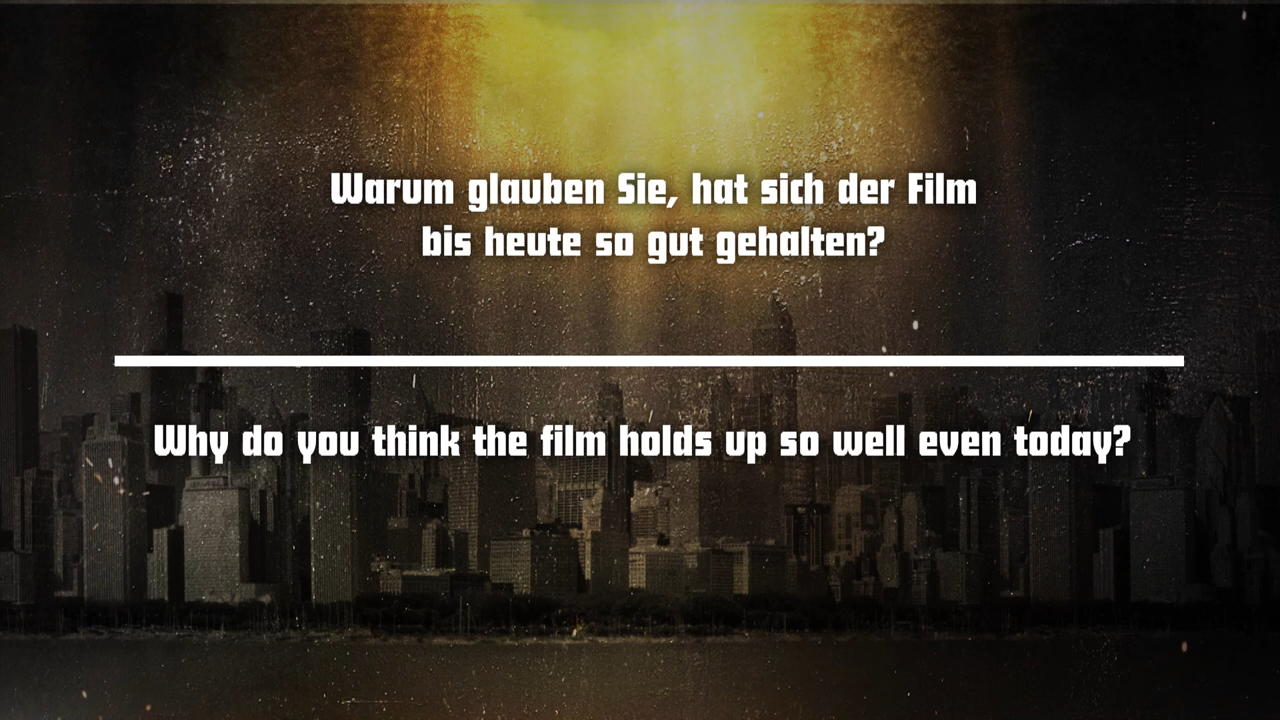 Warum glauben Sie, hat sich der Film
bis heute so gut gehalten?
Why do you think the film holds up so well even today?